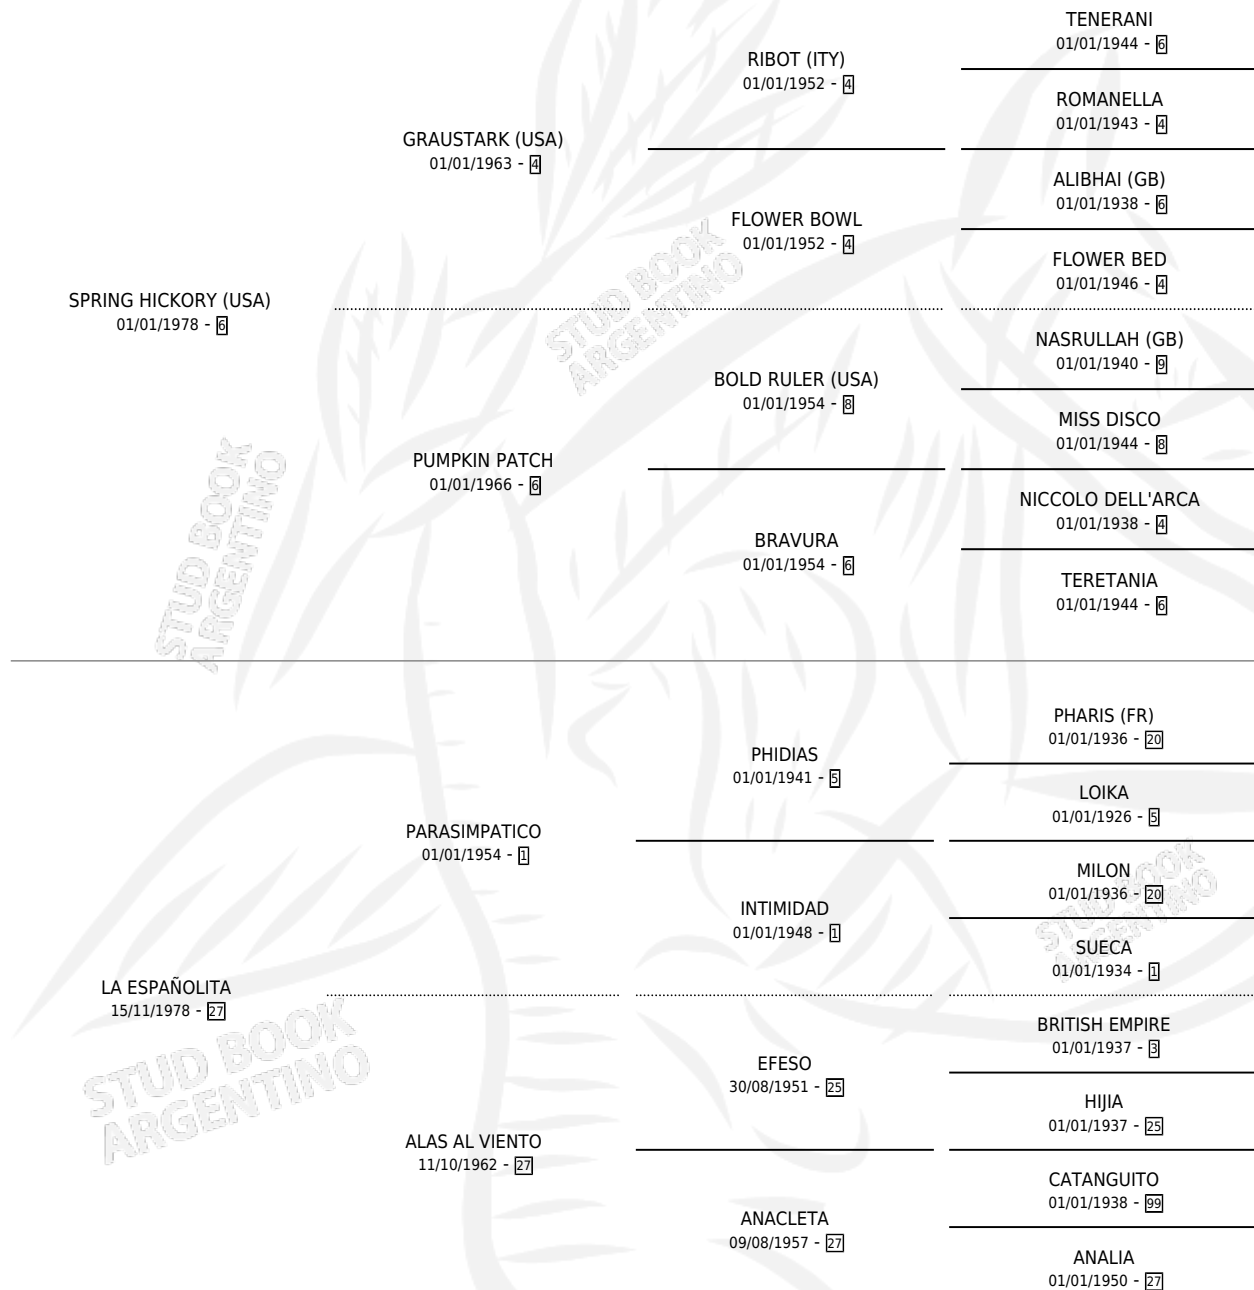 TENERANI
01/01/1944 - 6
RIBOT (ITY)
01/01/1952 - 4
ROMANELLA
01/01/1943 - 4
GRAUSTARK (USA)
01/01/1963 - 4
ALIBHAI (GB)
01/01/1938 - 6
FLOWER BOWL
01/01/1952 - 4
FLOWER BED
01/01/1946 - 4
SPRING HICKORY (USA)
01/01/1978 - 6
NASRULLAH (GB)
01/01/1940 - 9
BOLD RULER (USA)
01/01/1954 - 8
MISS DISCO
01/01/1944 - 8
PUMPKIN PATCH
01/01/1966 - 6
NICCOLO DELL'ARCA
01/01/1938 - 4
BRAVURA
01/01/1954 - 6
TERETANIA
01/01/1944 - 6
STUD BOOK
ARGENTINO
STUD BOOK
ARGENTINO
PHARIS (FR)
01/01/1936 - 20
PHIDIAS
01/01/1941 - 5
LOIKA
01/01/1926 - 5
PARASIMPATICO
01/01/1954 - 1
MILON
01/01/1936 - 20
INTIMIDAD
01/01/1948 - 1
SUECA
01/01/1934 - 1
LA ESPAÑOLITA
15/11/1978 - 27
BRITISH EMPIRE
01/01/1937 - 3
EFESO
30/08/1951 - 25
HIJIA
01/01/1937 - 25
ALAS AL VIENTO
11/10/1962 - 27
CATANGUITO
01/01/1938 - 99
ANACLETA
09/08/1957 - 27
ANALIA
01/01/1950 - 27
STUD BOOK
ARGENTINO
STUD BOOK
ARGENTINO